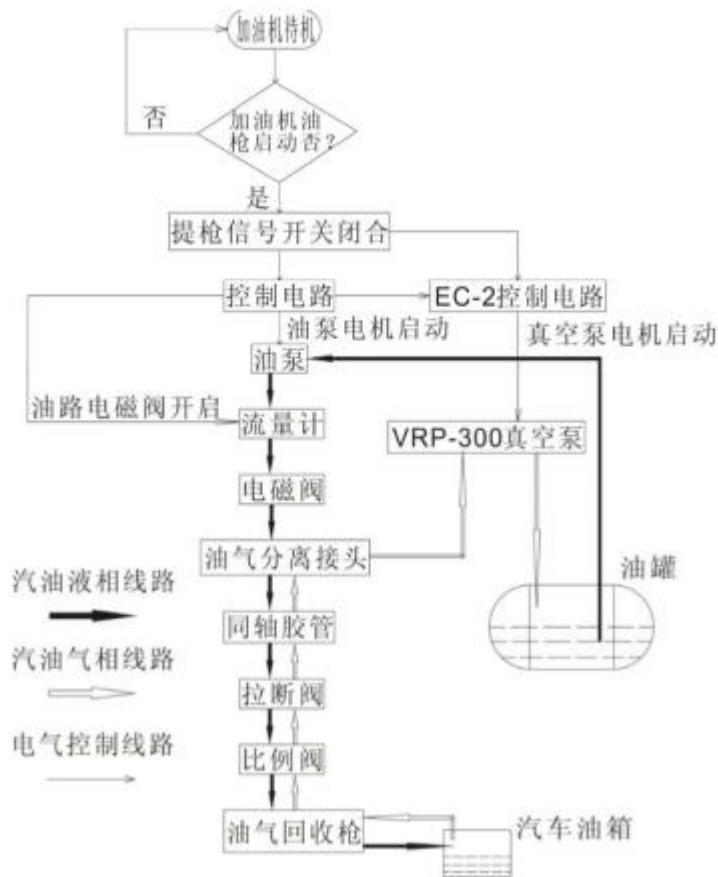 加油机待机
否
加油机油
枪启动否?
是
提枪信号开关闭合
控制电路
EC-2控制电路
油泵电机启动
真空泵电机启动
油泵
油路电磁阀开启
流量计
VRP-300真空泵
电磁阀
油气分离接头
油罐
汽油液相线路
同轴胶管
汽油气相线路
拉断阀
电气控制线路
比例阀
油气回收枪
汽车油箱